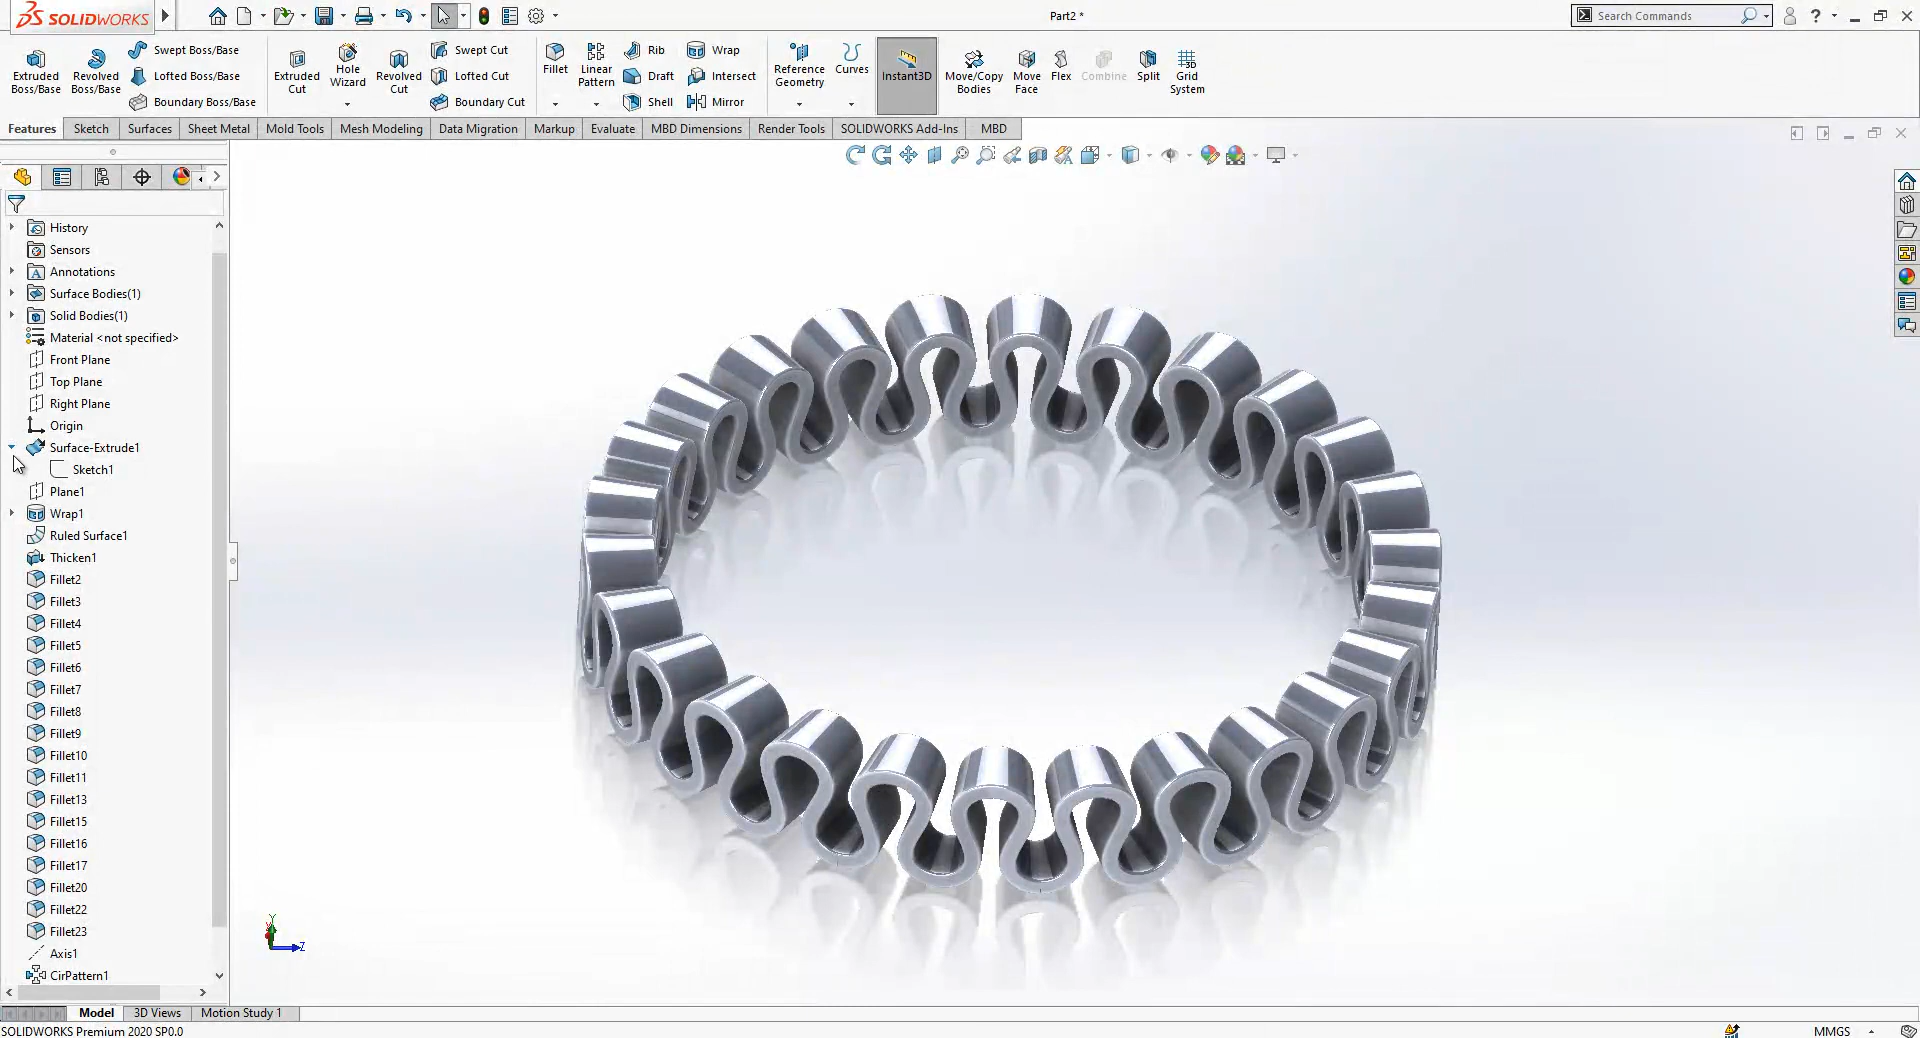 SOLIDWORKS
Part2 *
Search Commands
Extruded Boss/Base
Revolved Boss/Base
Swept Boss/Base
Lofted Boss/Base
Boundary Boss/Base
Extruded Cut
Hole Wizard
Revolved Cut
Swept Cut
Lofted Cut
Boundary Cut
Fillet
Linear Pattern
Rib
Draft
Shell
Wrap
Intersect
Mirror
Reference Geometry
Curves
Instant3D
Move/Copy Bodies
Move Face
Flex
Combine
Split
Grid System
Features
Sketch
Surfaces
Sheet Metal
Mold Tools
Mesh Modeling
Data Migration
Markup
Evaluate
MBD Dimensions
Render Tools
SOLIDWORKS Add-Ins
MBD
History
Sensors
Annotations
Surface Bodies(1)
Solid Bodies(1)
Material <not specified>
Front Plane
Top Plane
Right Plane
Origin
Surface-Extrude1
Sketch1
Plane1
Wrap1
Ruled Surface1
Thicken1
Fillet2
Fillet3
Fillet4
Fillet5
Fillet6
Fillet7
Fillet8
Fillet9
Fillet10
Fillet11
Fillet13
Fillet15
Fillet16
Fillet17
Fillet20
Fillet22
Fillet23
Axis1
CirPattern1
Y
Z
Model
3D Views
Motion Study 1
SOLIDWORKS Premium 2020 SP0.0
MMGS